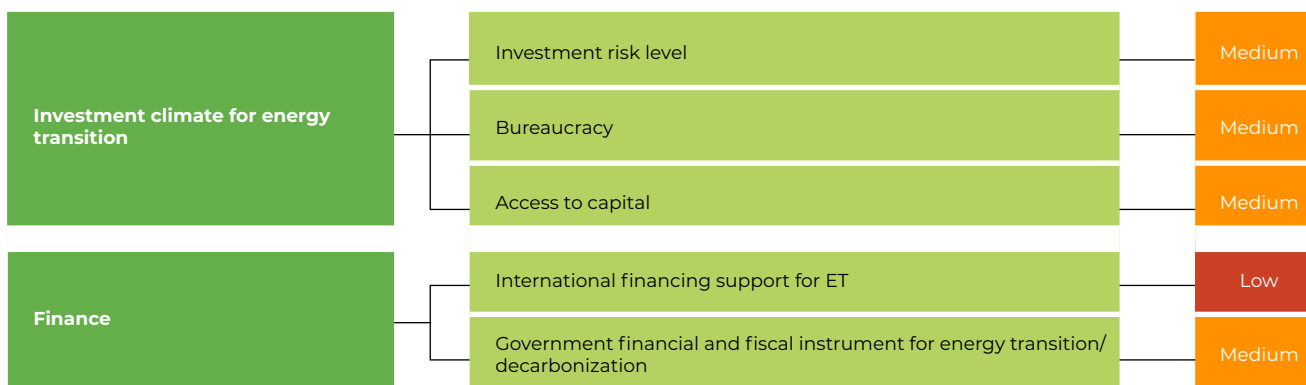 Investment climate for energy
transition
Investment risk level
Medium
Bureaucracy
Medium
Access to capital
Medium
Finance
International financing support for ET
Low
Government financial and fiscal instrument for energy transition/
decarbonization
Medium